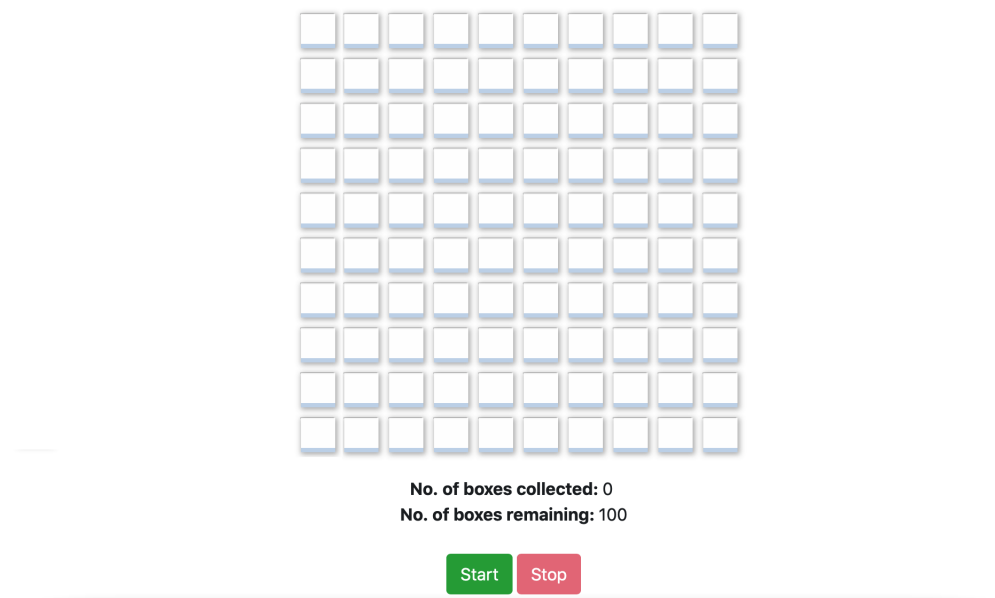 No. of boxes collected: 0
No. of boxes remaining: 100
Start Stop